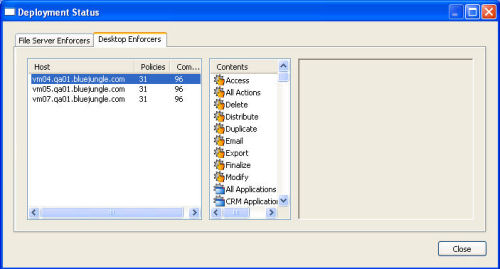 Deployment Status
File Server Enforcers Desktop Enforcers
Host Policies Com...
vm04.qa01.bluejungle.com 31 96
vm05.qa01.bluejungle.com 31 96
vm07.qa01.bluejungle.com 31 96
Contents
Access
All Actions
Delete
Distribute
Duplicate
Email
Export
Finalize
Modify
All Applications
CRM Application
Close